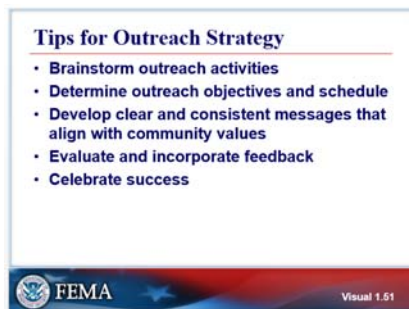 Tips for Outreach Strategy
• Brainstorm outreach activities
• Determine outreach objectives and schedule
• Develop clear and consistent messages that
align with community values
• Evaluate and incorporate feedback
• Celebrate success
FEMA
Visual 1.51